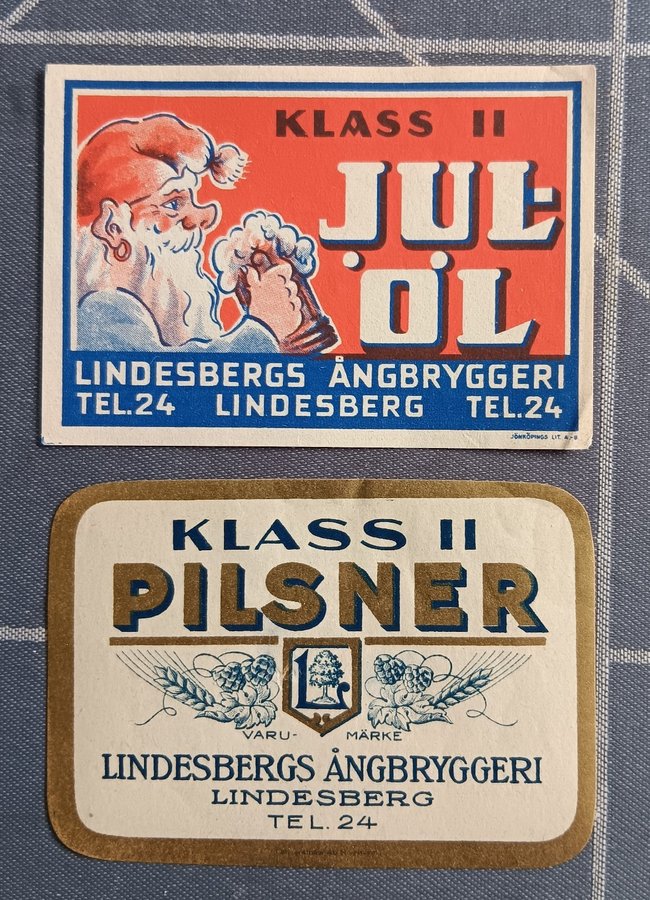 KLASS II
JUL-
ÖL
LINDESBERGS ÅNGBRYGGERI
TEL.24 LINDESBERG TEL.24
JÖNKÖPINGS LIT. A.-B
KLASS II
PILSNER
L
VARU- MÄRKE
LINDESBERGS ÅNGBRYGGERI
LINDESBERG
TEL. 24